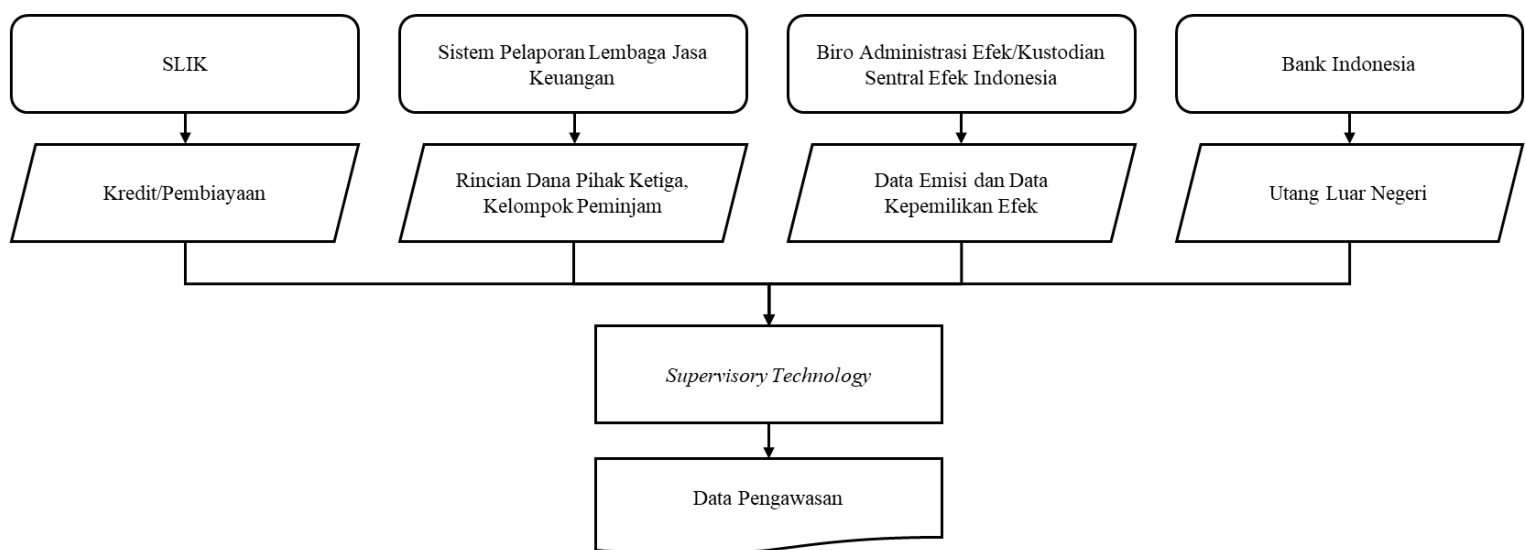 SLIK
Sistem Pelaporan Lembaga Jasa
Keuangan
Biro Administrasi Efek/Kustodian
Sentral Efek Indonesia
Bank Indonesia
Kredit/Pembiayaan
Rincian Dana Pihak Ketiga,
Kelompok Peminjam
Data Emisi dan Data
Kepemilikan Efek
Utang Luar Negeri
Supervisory Technology
Data Pengawasan